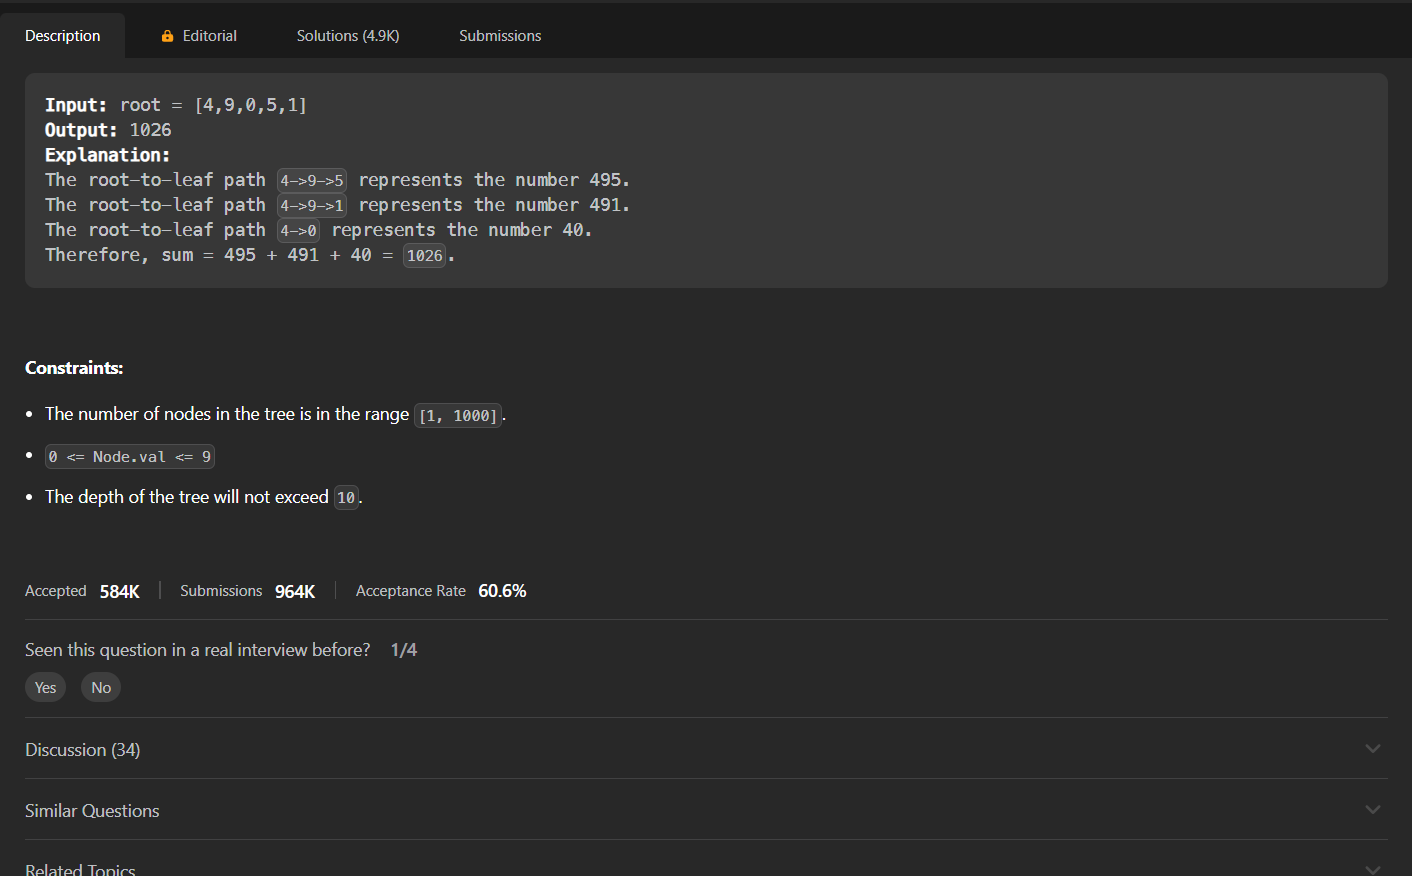 Description Editorial Solutions (4.9K) Submissions
Input: root = [4,9,0,5,1]
Output: 1026
Explanation:
The root-to-leaf path 4->9->5 represents the number 495.
The root-to-leaf path 4->9->1 represents the number 491.
The root-to-leaf path 4->0 represents the number 40.
Therefore, sum = 495 + 491 + 40 = 1026.
Constraints:
• The number of nodes in the tree is in the range [1, 1000].
• 0 <= Node.val <= 9
• The depth of the tree will not exceed 10.
Accepted 584K | Submissions 964K | Acceptance Rate 60.6%
Seen this question in a real interview before? 1/4
Yes No
Discussion (34)
Similar Questions
Related Topics